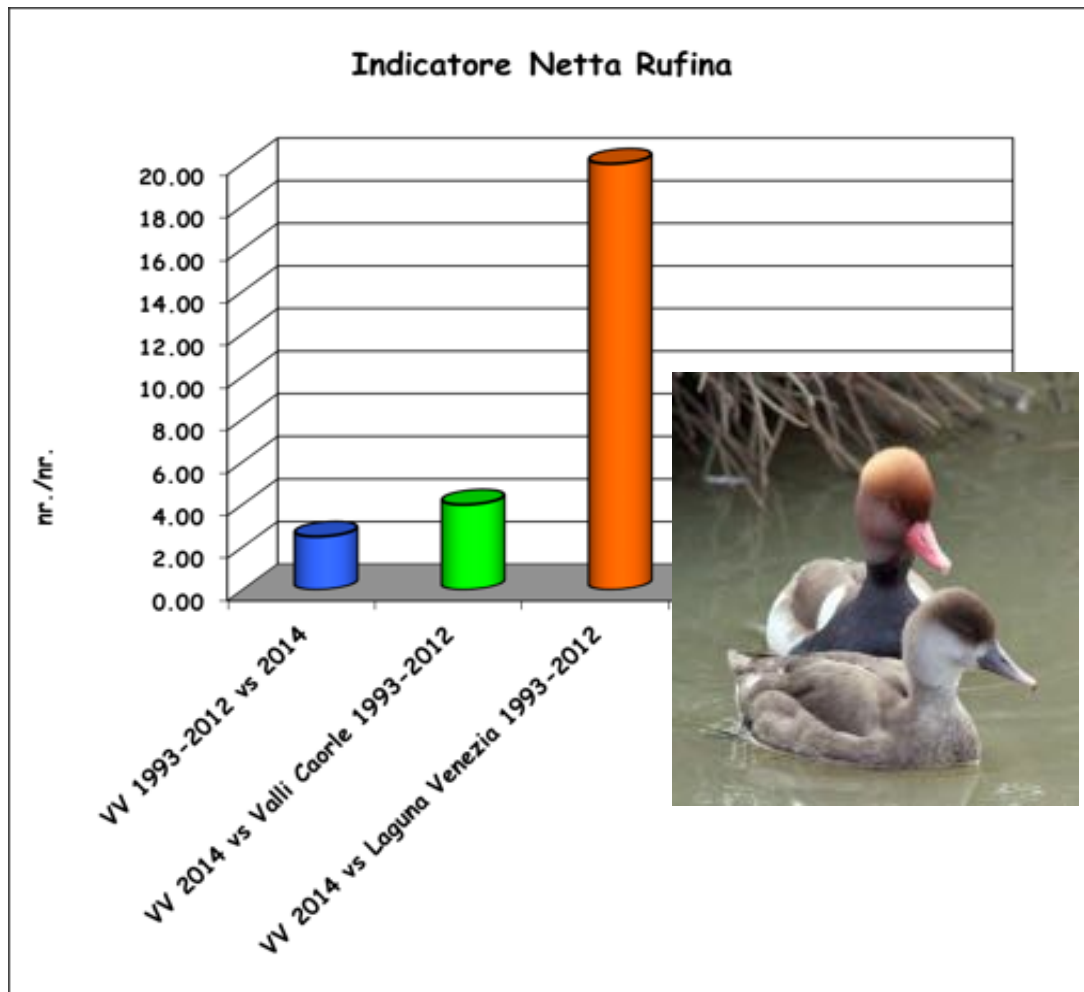 Indicatore Netta Rufina
20.00
18.00
16.00
14.00
12.00
10.00
8.00
6.00
4.00
2.00
0.00
nr./nr.
VV 1993-2012 vs 2014
VV 2014 vs Valli Caorle 1993-2012
VV 2014 vs Laguna Venezia 1993-2012